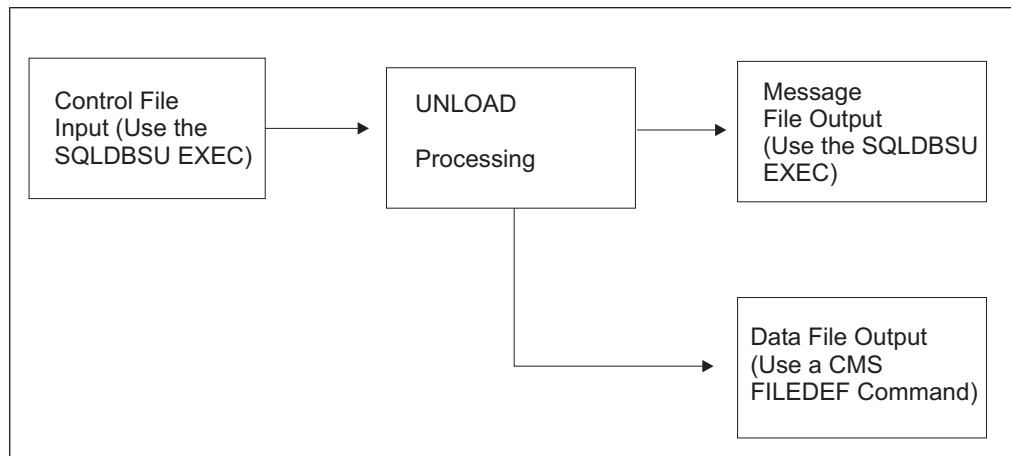 Control File
Input (Use the
SQLDBSU EXEC)
UNLOAD
Processing
Message
File Output
(Use the SQLDBSU
EXEC)
Data File Output
(Use a CMS
FILEDEF Command)